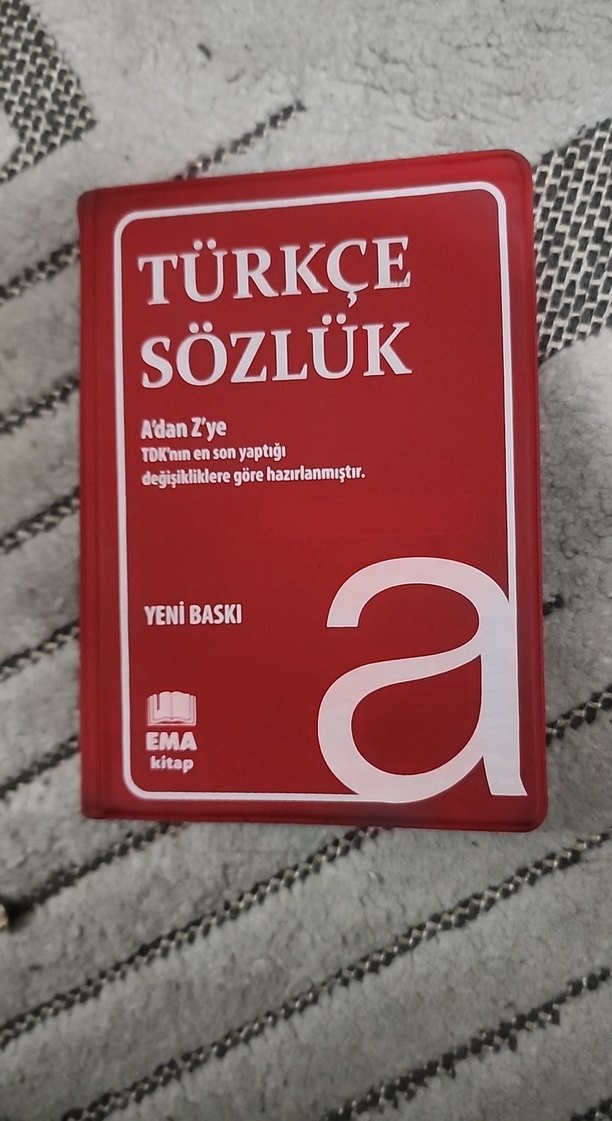 TÜRKÇE
SÖZLÜK
A'dan Z'ye
TDK'nın en son yaptığı
değişikliklere göre hazırlanmıştır.
YENİ BASKI
a
EMA
kitap